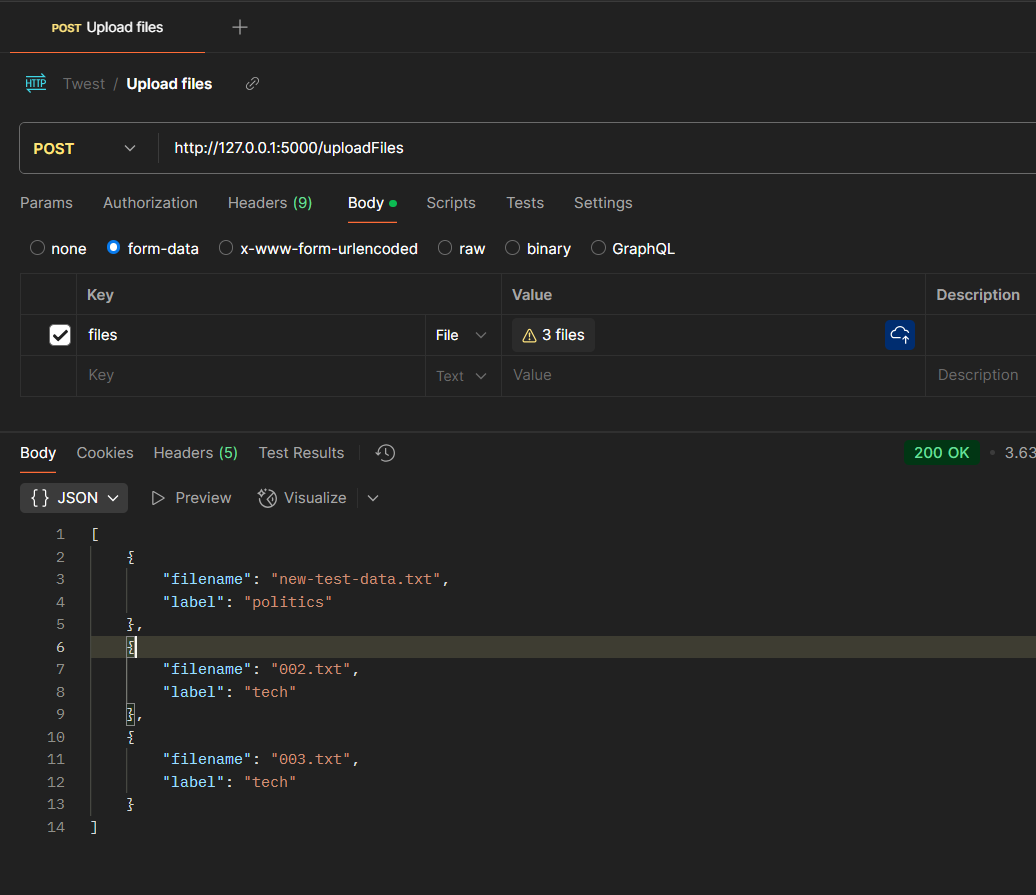 POST Upload files
HTTP Twest / Upload files
POST http://127.0.0.1:5000/uploadFiles
Params Authorization Headers (9) Body Scripts Tests Settings
none form-data x-www-form-urlencoded raw binary GraphQL
Key Value Description
files File 3 files
Key Text Value Description
Body Cookies Headers (5) Test Results 200 OK • 3.63
{} JSON Preview Visualize
1 [
2 {
3 "filename": "new-test-data.txt",
4 "label": "politics"
5 },
6 {
7 "filename": "002.txt",
8 "label": "tech"
9 },
10 {
11 "filename": "003.txt",
12 "label": "tech"
13 }
14 ]